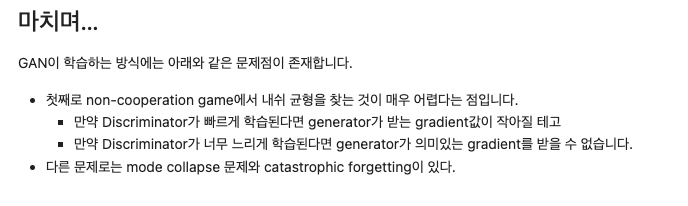 마치며...
GAN이 학습하는 방식에는 아래와 같은 문제점이 존재합니다.
• 첫째로 non-cooperation game에서 내쉬 균형을 찾는 것이 매우 어렵다는 점입니다.
▪ 만약 Discriminator가 빠르게 학습된다면 generator가 받는 gradient값이 작아질 테고
▪ 만약 Discriminator가 너무 느리게 학습된다면 generator가 의미있는 gradient를 받을 수 없습니다.
• 다른 문제로는 mode collapse 문제와 catastrophic forgetting이 있다.